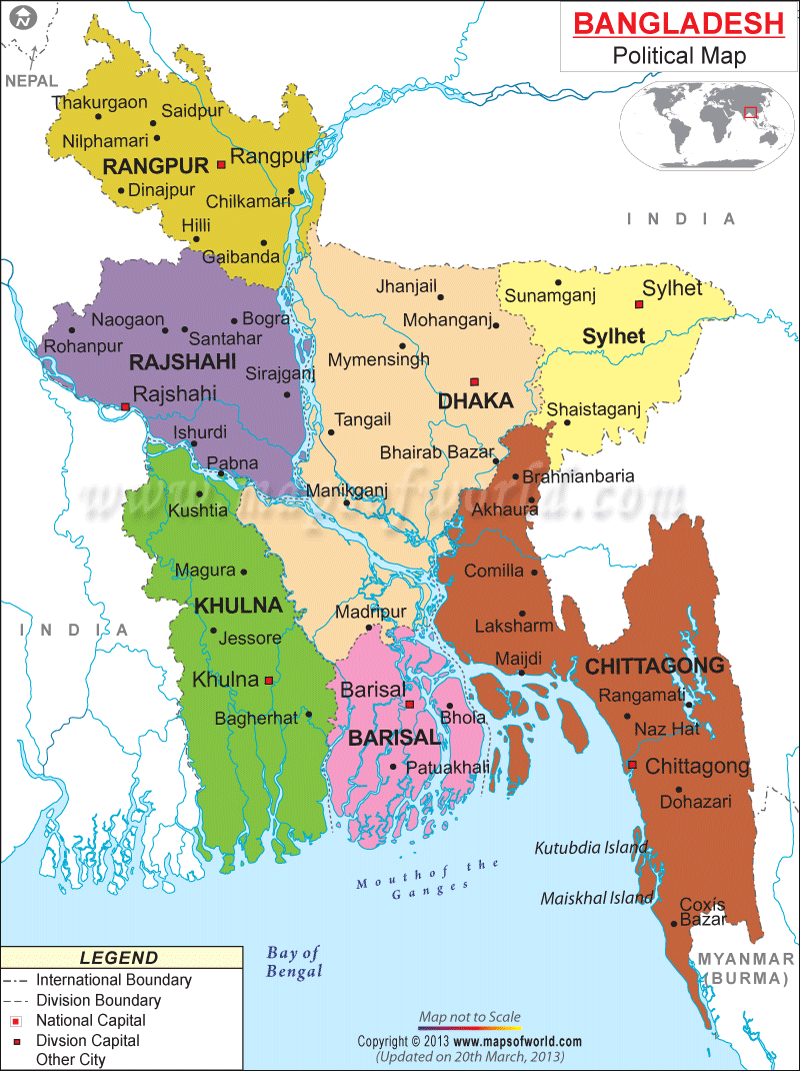 BANGLADESH
Political Map
N
NEPAL
Thakurgaon
Saidpur
Nilphamari
RANGPUR
Rangpur
Dinajpur
Chilkamari
Hilli
Gaibanda
INDIA
Jhanjail
Sunamganj
Sylhet
Mohanganj
Sylhet
Naogaon
Bogra
Rohanpur
Santahar
Mymensingh
RAJSHAHI
Sirajganj
Rajshahi
DHAKA
Shaistaganj
Tangail
Ishurdi
Bhairab Bazar
Pabna
Brahnianbaria
Manikganj
www.mapsofworld.com
Kushtia
Akhaura
Magura
Comilla
KHULNA
Madripur
Laksharm
INDIA
Jessore
Maijdi
CHITTAGONG
Khulna
Barisal
Rangamati
Bagherhat
Bhola
Naz Hat
BARISAL
Patuakhali
Chittagong
Dohazari
Kutubdia Island
Mouth of the
Ganges
Maiskhal Island
Coxis
Bazar
Bay of
Bengal
MYANMAR
(BURMA)
LEGEND
International Boundary
Division Boundary
National Capital
Divsion Capital
Other City
Map not to Scale
Copyright © 2013 www.mapsofworld.com
(Updated on 20th March, 2013)